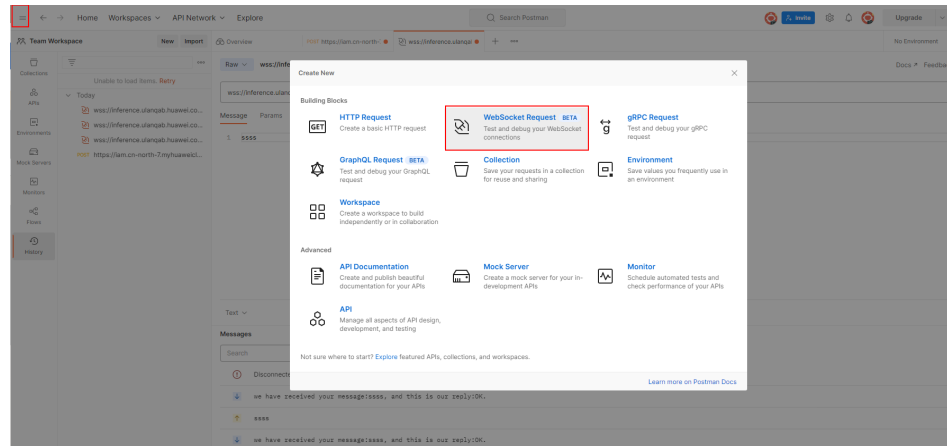 Home Workspaces API Network Explore Search Postman Invite Upgrade
Team Workspace New Import Overview POST https://iam.cn-north- wss://inference.ulanqal No Environment
Collections
APIs
Environments
Mock Servers
Monitors
Flows
History
Unable to load items. Retry
Today
wss://inference.ulanqab.huawei.co...
wss://inference.ulanqab.huawei.co...
wss://inference.ulanqab.huawei.co...
POST https://iam.cn-north-7.myhuaweicl...
Raw wss://infe Docs Feedba
wss://inference.ulanq
Message Params
1 ssss
Text
Messages
Search
Disconnecte
we have received your message:ssss, and this is our reply:OK.
ssss
we have received your message:ssss, and this is our reply:OK.
Create New
Building Blocks
GET
HTTP Request
Create a basic HTTP request
WebSocket Request BETA
Test and debug your WebSocket
connections
gRPC Request
Test and debug your gRPC
request
GraphQL Request BETA
Test and debug your GraphQL
request
Collection
Save your requests in a collection
for reuse and sharing
Environment
Save values you frequently use in
an environment
Workspace
Create a workspace to build
independently or in collaboration
Advanced
API Documentation
Create and publish beautiful
documentation for your APIs
Mock Server
Create a mock server for your in-
development APIs
Monitor
Schedule automated tests and
check performance of your APIs
API
Manage all aspects of API design,
development, and testing
Not sure where to start? Explore featured APIs, collections, and workspaces.
Learn more on Postman Docs